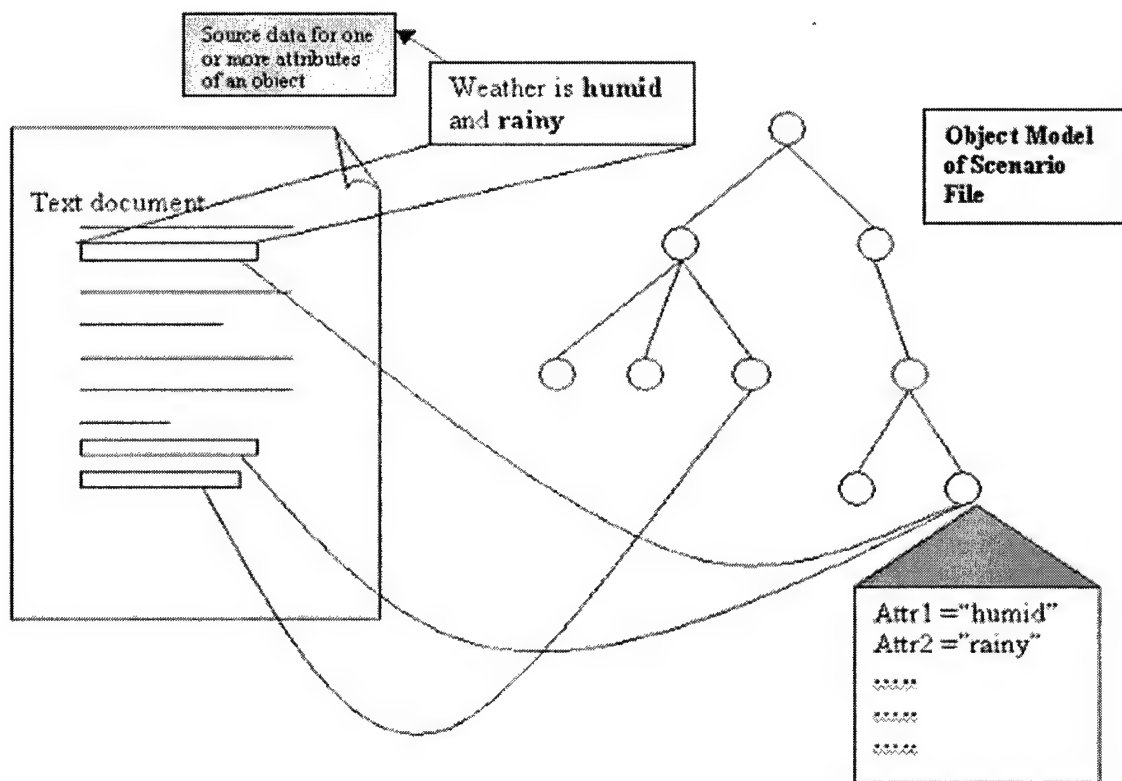 Source data for one
or more attributes
of an object
Weather is humid
and rainy
Object Model
of Scenario
File
Text document
Attr1 ="humid"
Attr2 ="rainy"
.....
.....
.....